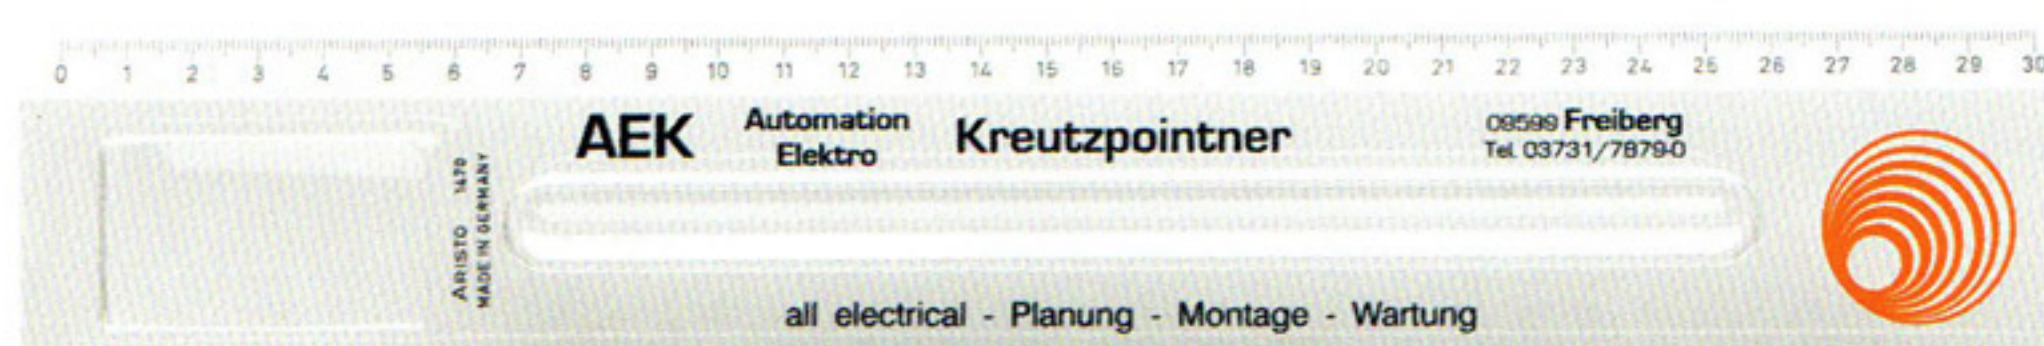 0 1 2 3 4 5 6 7 8 9 10 11 12 13 14 15 16 17 18 19 20 21 22 23 24 25 26 27 28 29 30
AEK Automation Elektro Kreutzpointner
09599 Freiberg
Tel. 03731/7879-0
ARISTO 1470
MADE IN GERMANY
all electrical - Planung - Montage - Wartung